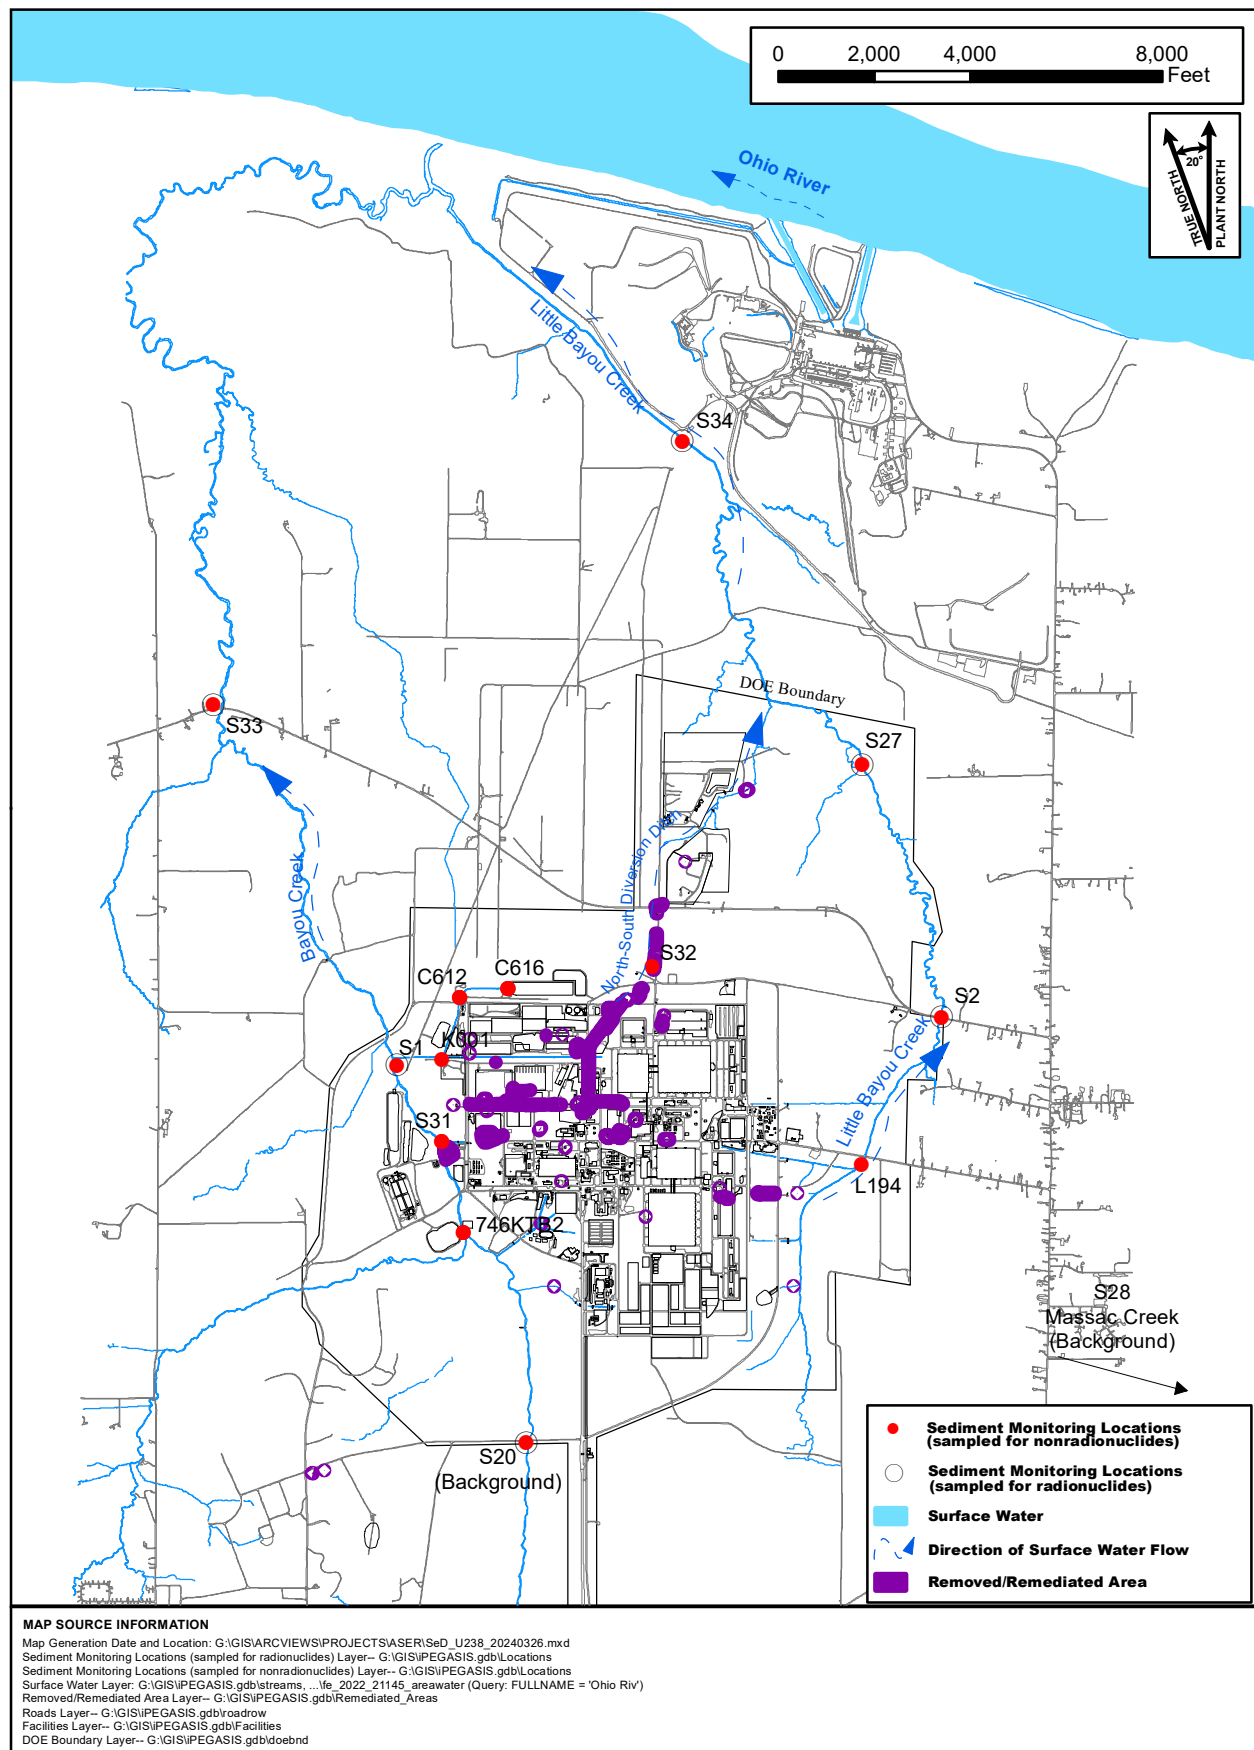 0 2,000 4,000 8,000
Feet
TRUE NORTH
20°
PLANT NORTH
Ohio River
Little Bayou Creek
S34
DOE Boundary
S33
S27
North-South Diversion Ditch
Bayou Creek
S32
C616
C612
S2
K001
S1
Little Bayou Creek
S31
L194
746KTB2
S28
Massac Creek
(Background)
S20
(Background)
Sediment Monitoring Locations
(sampled for nonradionuclides)
Sediment Monitoring Locations
(sampled for radionuclides)
Surface Water
Direction of Surface Water Flow
Removed/Remediated Area
MAP SOURCE INFORMATION
Map Generation Date and Location: G:\GIS\ARCVIEWS\PROJECTS\ASER\SeD_U238_20240326.mxd
Sediment Monitoring Locations (sampled for radionuclides) Layer-- G:\GIS\iPEGASIS.gdb\Locations
Sediment Monitoring Locations (sampled for nonradionuclides) Layer-- G:\GIS\iPEGASIS.gdb\Locations
Surface Water Layer: G:\GIS\iPEGASIS.gdb\streams, ...\fe_2022_21145_areawater (Query: FULLNAME = 'Ohio Riv')
Removed/Remediated Area Layer-- G:\GIS\iPEGASIS.gdb\Remediated_Areas
Roads Layer-- G:\GIS\iPEGASIS.gdb\roadrow
Facilities Layer-- G:\GIS\iPEGASIS.gdb\Facilities
DOE Boundary Layer-- G:\GIS\iPEGASIS.gdb\doebnd